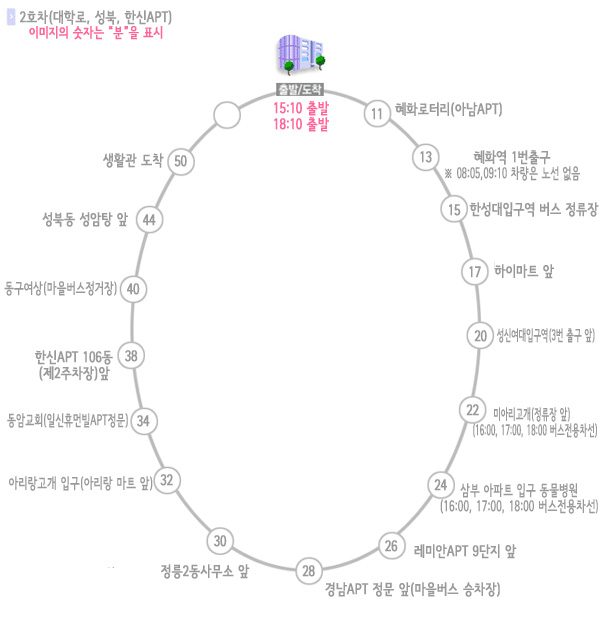 2호차(대학로, 성북, 한신APT)
이미지의 숫자는 "분"을 표시
출발/도착
15:10 출발
18:10 출발
11
혜화로터리(아남APT)
13
혜화역 1번출구
※ 08:05,09:10 차량은 노선 없음
15
한성대입구역 버스 정류장
17
하이마트 앞
20
성신여대입구역(3번 출구 앞)
22
미아리고개(정류장 앞)
(16:00, 17:00, 18:00 버스전용차선)
24
삼부 아파트 입구 동물병원
(16:00, 17:00, 18:00 버스전용차선)
26
레미안APT 9단지 앞
28
경남APT 정문 앞(마을버스 승차장)
30
정릉2동사무소 앞
32
아리랑고개 입구(아리랑 마트 앞)
34
동암교회(일신휴먼빌APT정문)
38
한신APT 106동
(제2주차장)앞
40
동구여상(마을버스정거장)
44
성북동 성암탕 앞
50
생활관 도착